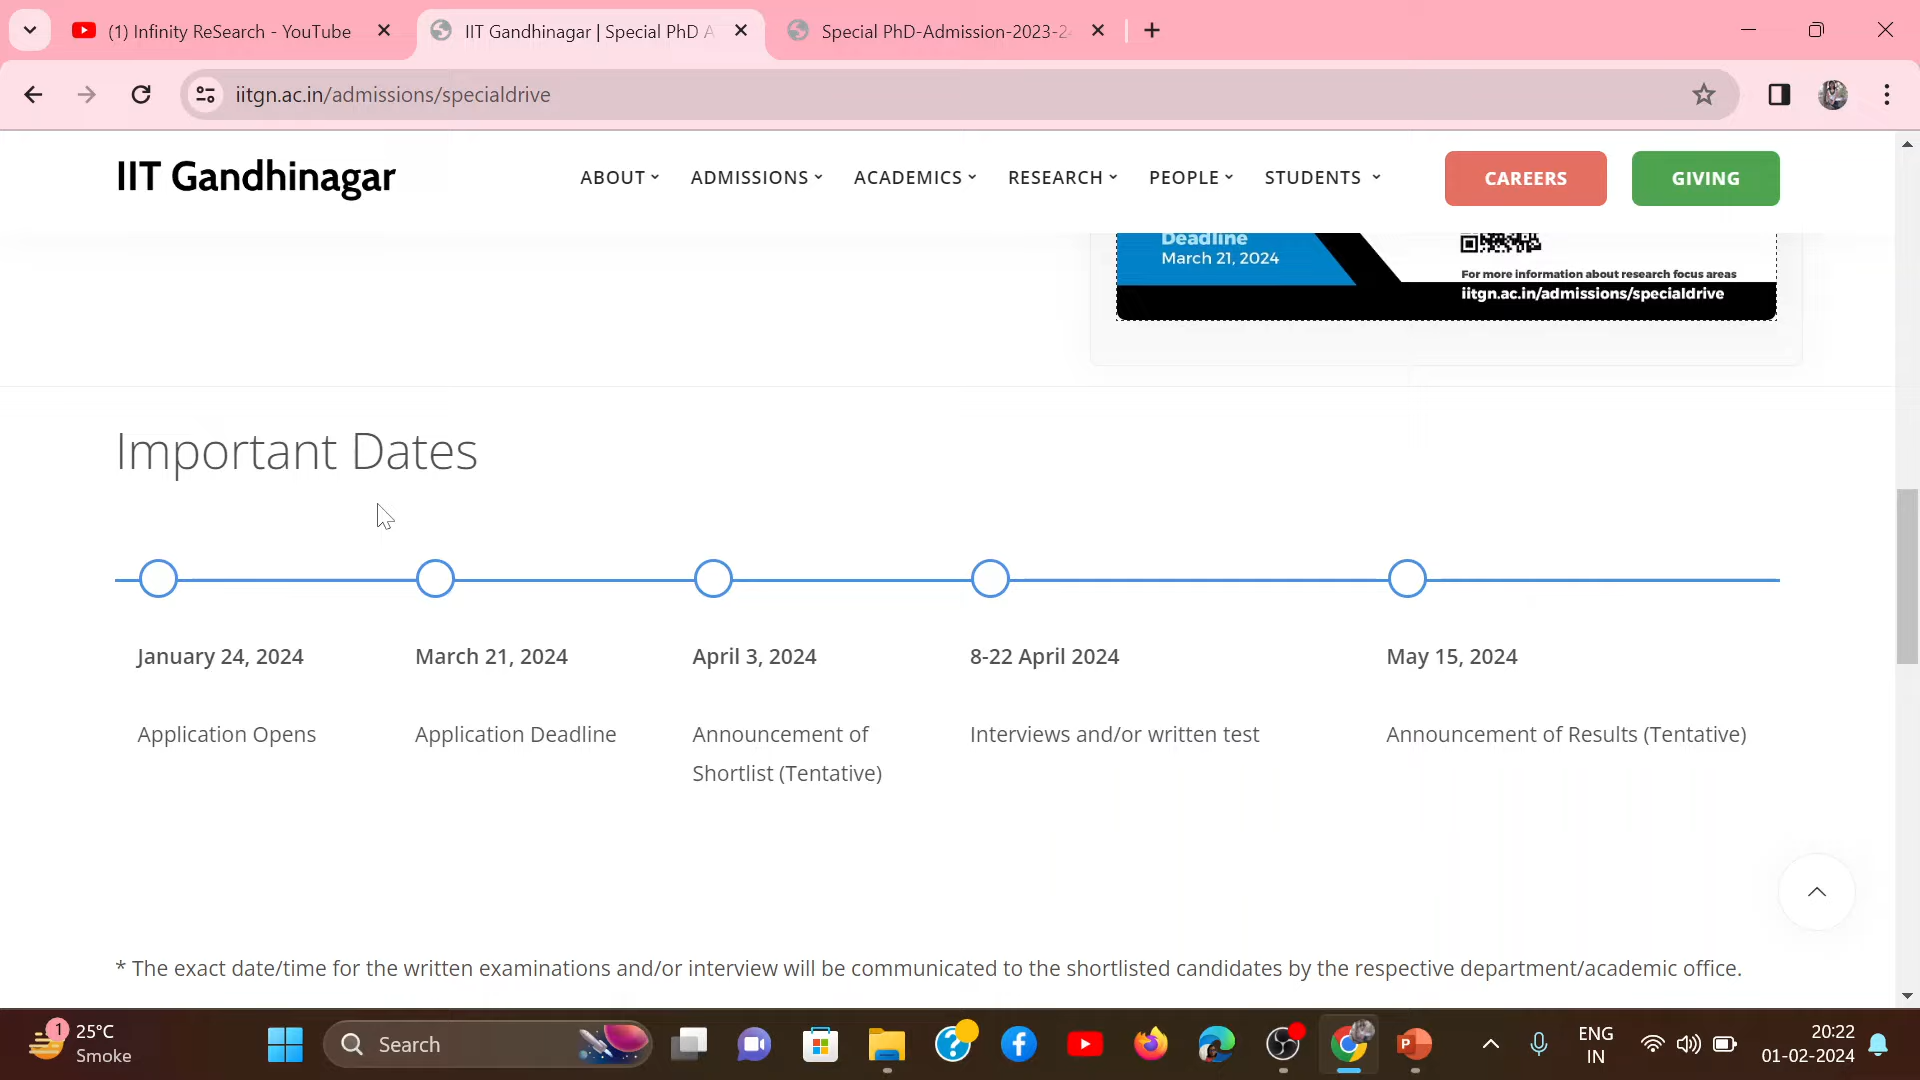 (1) Infinity ReSearch - YouTube
IIT Gandhinagar | Special PhD A
Special PhD-Admission-2023-2
iitgn.ac.in/admissions/specialdrive
IIT Gandhinagar
ABOUT
ADMISSIONS
ACADEMICS
RESEARCH
PEOPLE
STUDENTS
CAREERS
GIVING
Deadline
March 21, 2024
For more information about research focus areas
iitgn.ac.in/admissions/specialdrive
Important Dates
January 24, 2024
March 21, 2024
April 3, 2024
8-22 April 2024
May 15, 2024
Application Opens
Application Deadline
Announcement of
Shortlist (Tentative)
Interviews and/or written test
Announcement of Results (Tentative)
* The exact date/time for the written examinations and/or interview will be communicated to the shortlisted candidates by the respective department/academic office.
1
25°C
Smoke
Search
ENG
IN
20:22
01-02-2024